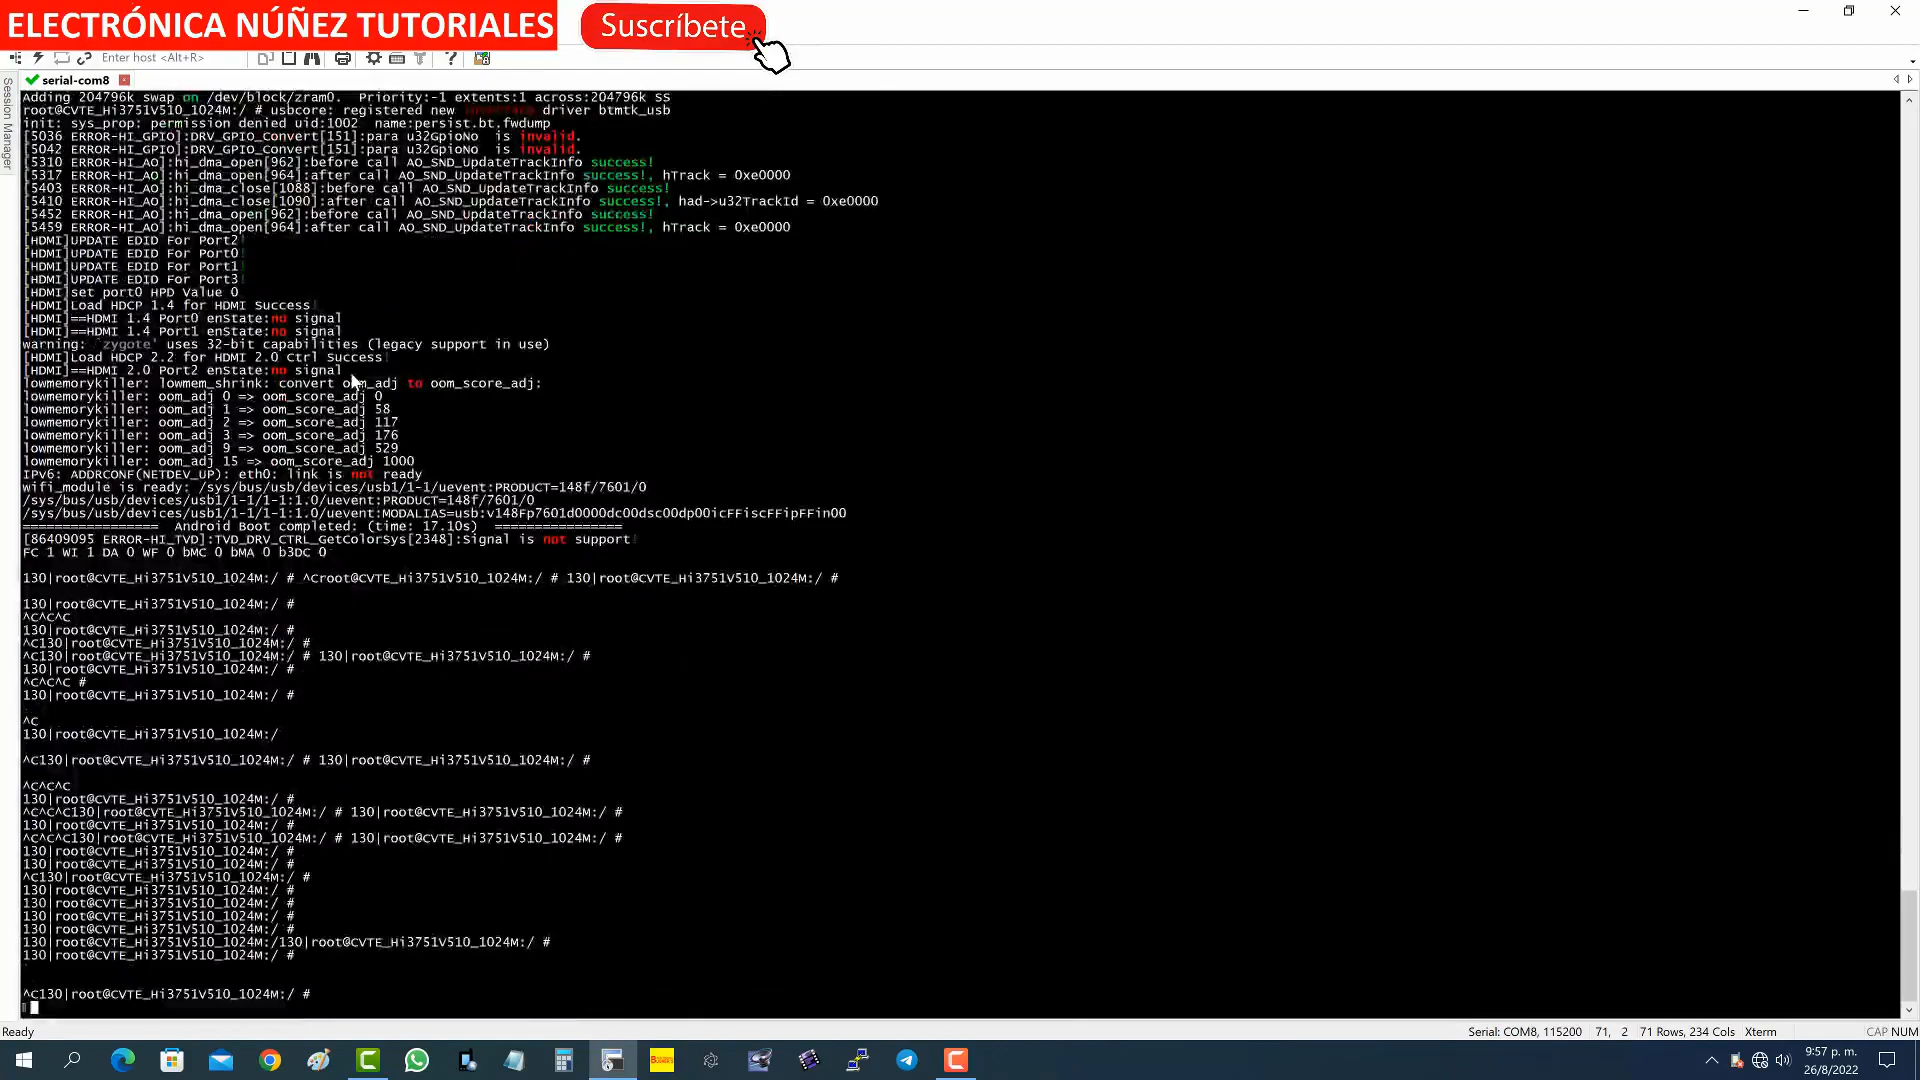 ELECTRÓNICA NÚÑEZ TUTORIALES
Suscríbete
Enter host <Alt+R>
Session Manager
serial-com8
Adding 204796k swap on /dev/block/zram0.  Priority:-1 extents:1 across:204796k SS
root@CVTE_Hi3751V510_1024M:/ # usbcore: registered new interface driver btmtk_usb
init: sys_prop: permission denied uid:1002  name:persist.bt.fwdump
[5036 ERROR-HI_GPIO]:DRV_GPIO_Convert[151]:para u32GpioNo  is invalid.
[5042 ERROR-HI_GPIO]:DRV_GPIO_Convert[151]:para u32GpioNo  is invalid.
[5310 ERROR-HI_AO]:hi_dma_open[962]:before call AO_SND_UpdateTrackInfo success!
[5317 ERROR-HI_AO]:hi_dma_open[964]:after call AO_SND_UpdateTrackInfo success!, hTrack = 0xe0000
[5403 ERROR-HI_AO]:hi_dma_close[1088]:before call AO_SND_UpdateTrackInfo success!
[5410 ERROR-HI_AO]:hi_dma_close[1090]:after call AO_SND_UpdateTrackInfo success!, had->u32TrackId = 0xe0000
[5452 ERROR-HI_AO]:hi_dma_open[962]:before call AO_SND_UpdateTrackInfo success!
[5459 ERROR-HI_AO]:hi_dma_open[964]:after call AO_SND_UpdateTrackInfo success!, hTrack = 0xe0000
[HDMI]UPDATE EDID For Port2!
[HDMI]UPDATE EDID For Port0!
[HDMI]UPDATE EDID For Port1!
[HDMI]UPDATE EDID For Port3!
[HDMI]set port0 HPD Value 0
[HDMI]Load HDCP 1.4 for HDMI Success!
[HDMI]==HDMI 1.4 Port0 enState:no signal
[HDMI]==HDMI 1.4 Port1 enState:no signal
warning: `zygote' uses 32-bit capabilities (legacy support in use)
[HDMI]Load HDCP 2.2 for HDMI 2.0 Ctrl Success!
[HDMI]==HDMI 2.0 Port2 enState:no signal
lowmemorykiller: lowmem_shrink: convert oom_adj to oom_score_adj:
lowmemorykiller: oom_adj 0 => oom_score_adj 0
lowmemorykiller: oom_adj 1 => oom_score_adj 58
lowmemorykiller: oom_adj 2 => oom_score_adj 117
lowmemorykiller: oom_adj 3 => oom_score_adj 176
lowmemorykiller: oom_adj 9 => oom_score_adj 529
lowmemorykiller: oom_adj 15 => oom_score_adj 1000
IPv6: ADDRCONF(NETDEV_UP): eth0: link is not ready
wifi_module is ready: /sys/bus/usb/devices/usb1/1-1/uevent:PRODUCT=148f/7601/0
/sys/bus/usb/devices/usb1/1-1/1-1:1.0/uevent:PRODUCT=148f/7601/0
/sys/bus/usb/devices/usb1/1-1/1-1:1.0/uevent:MODALIAS=usb:v148Fp7601d0000dc00dsc00dp00icFFiscFFipFFin00
=================  Android Boot completed: (time: 17.10s)  ================
[86409095 ERROR-HI_TVD]:TVD_DRV_CTRL_GetColorSys[2348]:Signal is not support!
FC 1 WI 1 DA 0 WF 0 bMC 0 bMA 0 b3DC 0
130|root@CVTE_Hi3751V510_1024M:/ # ^Croot@CVTE_Hi3751V510_1024M:/ # 130|root@CVTE_Hi3751V510_1024M:/ #
130|root@CVTE_Hi3751V510_1024M:/ #
^C^C^C
130|root@CVTE_Hi3751V510_1024M:/ #
^C130|root@CVTE_Hi3751V510_1024M:/ #
^C130|root@CVTE_Hi3751V510_1024M:/ # 130|root@CVTE_Hi3751V510_1024M:/ #
130|root@CVTE_Hi3751V510_1024M:/ #
^C^C^C #
130|root@CVTE_Hi3751V510_1024M:/ #
^C
130|root@CVTE_Hi3751V510_1024M:/
^C130|root@CVTE_Hi3751V510_1024M:/ # 130|root@CVTE_Hi3751V510_1024M:/ #
^C^C^C
130|root@CVTE_Hi3751V510_1024M:/ #
^C^C^C130|root@CVTE_Hi3751V510_1024M:/ # 130|root@CVTE_Hi3751V510_1024M:/ #
130|root@CVTE_Hi3751V510_1024M:/ #
^C^C^C130|root@CVTE_Hi3751V510_1024M:/ # 130|root@CVTE_Hi3751V510_1024M:/ #
130|root@CVTE_Hi3751V510_1024M:/ #
130|root@CVTE_Hi3751V510_1024M:/ #
^C130|root@CVTE_Hi3751V510_1024M:/ #
130|root@CVTE_Hi3751V510_1024M:/ #
130|root@CVTE_Hi3751V510_1024M:/ #
130|root@CVTE_Hi3751V510_1024M:/ #
130|root@CVTE_Hi3751V510_1024M:/ #
130|root@CVTE_Hi3751V510_1024M:/130|root@CVTE_Hi3751V510_1024M:/ #
130|root@CVTE_Hi3751V510_1024M:/ #
^C130|root@CVTE_Hi3751V510_1024M:/ #
Ready
Serial: COM8, 115200   71,  2   71 Rows, 234 Cols   Xterm   CAP NUM
9:57 p. m.
26/8/2022